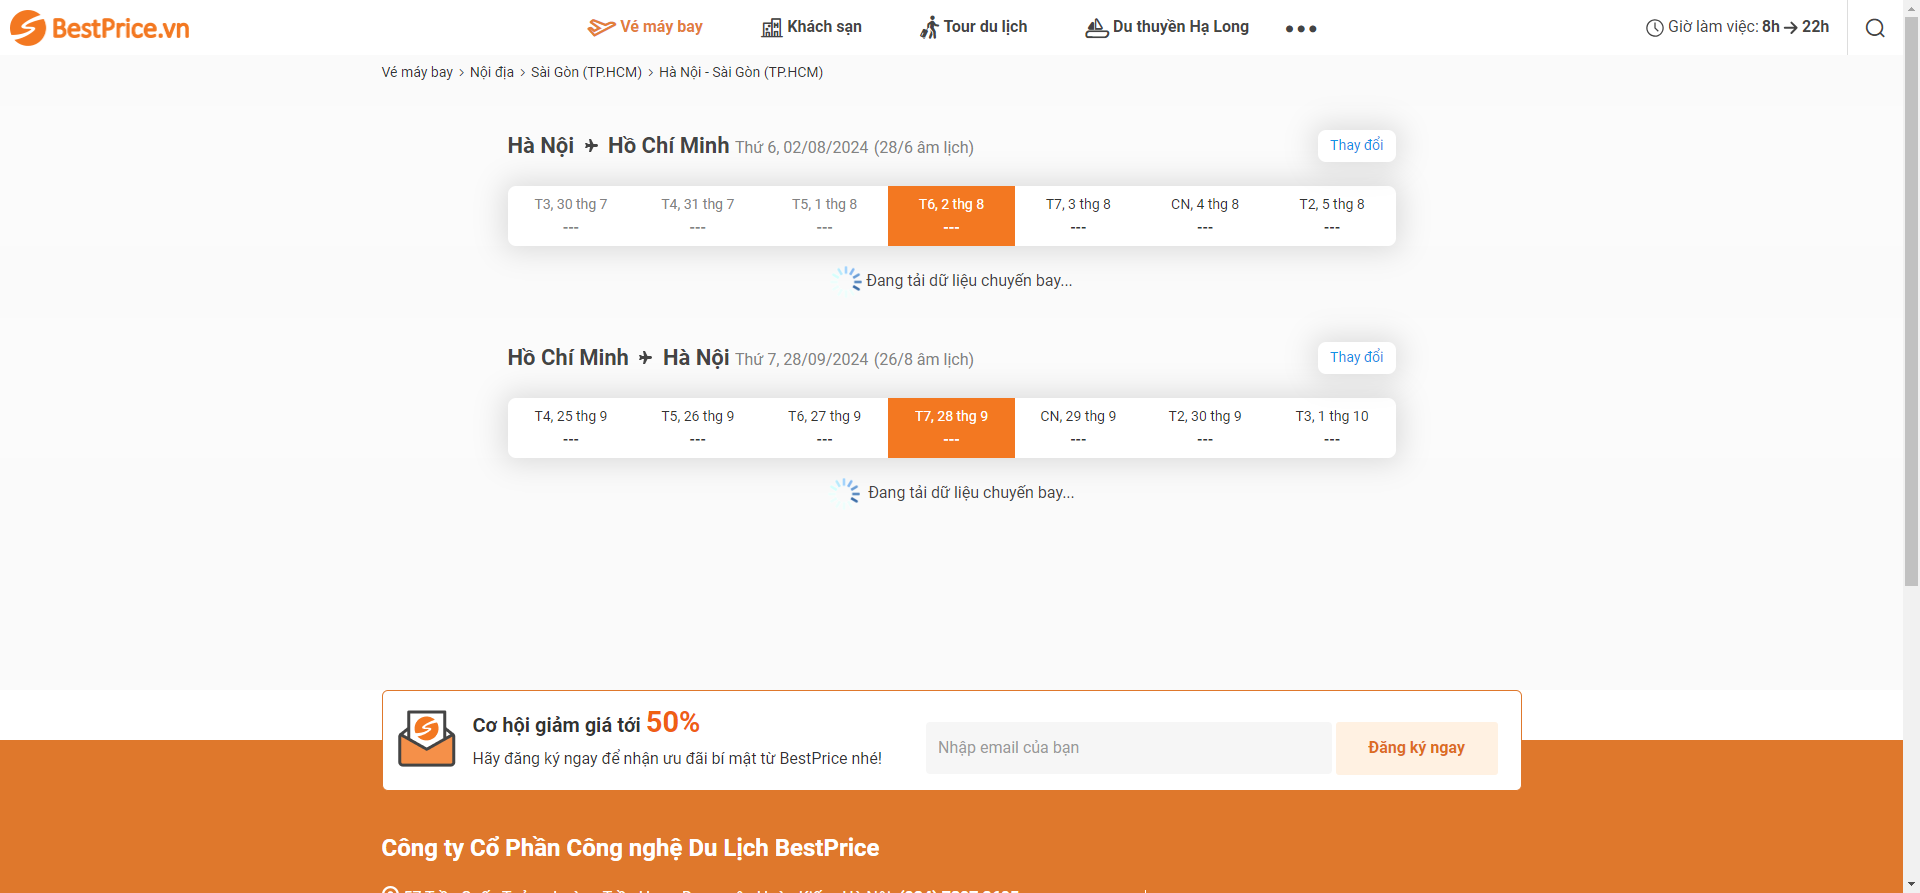 BestPrice.vn
Vé máy bay
Khách sạn
Tour du lịch
Du thuyền Hạ Long
Giờ làm việc: 8h → 22h
Vé máy bay > Nội địa > Sài Gòn (TP.HCM) > Hà Nội - Sài Gòn (TP.HCM)
Hà Nội Hồ Chí Minh Thứ 6, 02/08/2024 (28/6 âm lịch)
Thay đổi
T3, 30 thg 7 T4, 31 thg 7 T5, 1 thg 8 T6, 2 thg 8 T7, 3 thg 8 CN, 4 thg 8 T2, 5 thg 8
--- --- --- --- --- --- ---
Đang tải dữ liệu chuyến bay...
Hồ Chí Minh Hà Nội Thứ 7, 28/09/2024 (26/8 âm lịch)
Thay đổi
T4, 25 thg 9 T5, 26 thg 9 T6, 27 thg 9 T7, 28 thg 9 CN, 29 thg 9 T2, 30 thg 9 T3, 1 thg 10
--- --- --- --- --- --- ---
Đang tải dữ liệu chuyến bay...
Cơ hội giảm giá tới 50%
Hãy đăng ký ngay để nhận ưu đãi bí mật từ BestPrice nhé!
Nhập email của bạn
Đăng ký ngay
Công ty Cổ Phần Công nghệ Du Lịch BestPrice